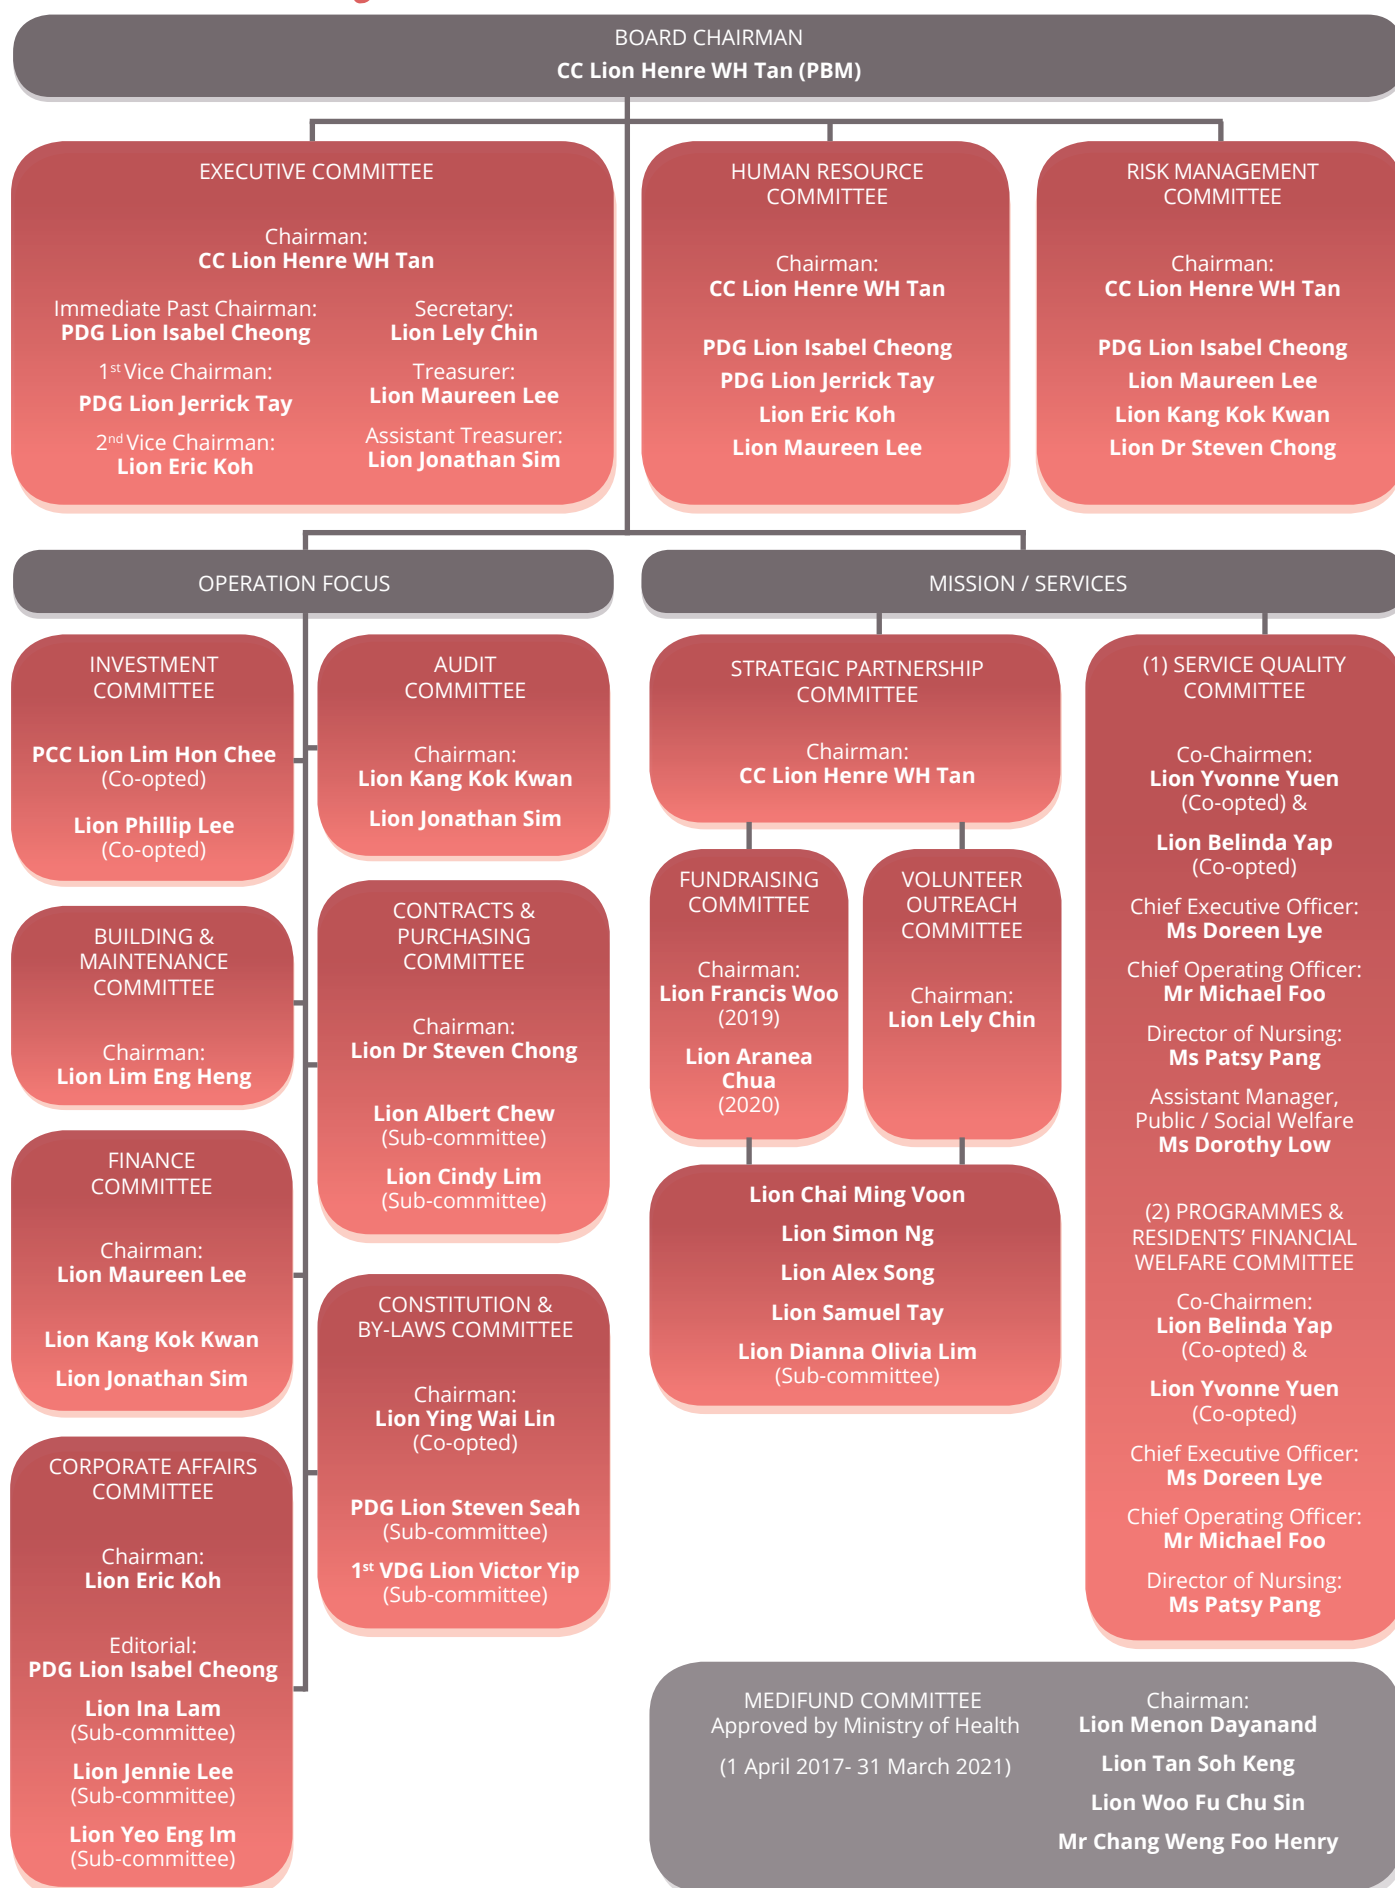 BOARD CHAIRMAN
CC Lion Henre WH Tan (PBM)
EXECUTIVE COMMITTEE
Chairman:
CC Lion Henre WH Tan
Immediate Past Chairman:
PDG Lion Isabel Cheong
1st Vice Chairman:
PDG Lion Jerrick Tay
2nd Vice Chairman:
Lion Eric Koh
Secretary:
Lion Lely Chin
Treasurer:
Lion Maureen Lee
Assistant Treasurer:
Lion Jonathan Sim
HUMAN RESOURCE
COMMITTEE
Chairman:
CC Lion Henre WH Tan
PDG Lion Isabel Cheong
PDG Lion Jerrick Tay
Lion Eric Koh
Lion Maureen Lee
RISK MANAGEMENT
COMMITTEE
Chairman:
CC Lion Henre WH Tan
PDG Lion Isabel Cheong
Lion Maureen Lee
Lion Kang Kok Kwan
Lion Dr Steven Chong
OPERATION FOCUS
INVESTMENT
COMMITTEE
PCC Lion Lim Hon Chee
(Co-opted)
Lion Phillip Lee
(Co-opted)
AUDIT
COMMITTEE
Chairman:
Lion Kang Kok Kwan
Lion Jonathan Sim
BUILDING &
MAINTENANCE
COMMITTEE
Chairman:
Lion Lim Eng Heng
CONTRACTS &
PURCHASING
COMMITTEE
Chairman:
Lion Dr Steven Chong
Lion Albert Chew
(Sub-committee)
Lion Cindy Lim
(Sub-committee)
FINANCE
COMMITTEE
Chairman:
Lion Maureen Lee
Lion Kang Kok Kwan
Lion Jonathan Sim
CONSTITUTION &
BY-LAWS COMMITTEE
Chairman:
Lion Ying Wai Lin
(Co-opted)
PDG Lion Steven Seah
(Sub-committee)
1st VDG Lion Victor Yip
(Sub-committee)
CORPORATE AFFAIRS
COMMITTEE
Chairman:
Lion Eric Koh
Editorial:
PDG Lion Isabel Cheong
Lion Ina Lam
(Sub-committee)
Lion Jennie Lee
(Sub-committee)
Lion Yeo Eng Im
(Sub-committee)
MISSION / SERVICES
STRATEGIC PARTNERSHIP
COMMITTEE
Chairman:
CC Lion Henre WH Tan
FUNDRAISING
COMMITTEE
Chairman:
Lion Francis Woo
(2019)
Lion Aranea
Chua
(2020)
VOLUNTEER
OUTREACH
COMMITTEE
Chairman:
Lion Lely Chin
Lion Chai Ming Voon
Lion Simon Ng
Lion Alex Song
Lion Samuel Tay
Lion Dianna Olivia Lim
(Sub-committee)
(1) SERVICE QUALITY
COMMITTEE
Co-Chairmen:
Lion Yvonne Yuen
(Co-opted) &
Lion Belinda Yap
(Co-opted)
Chief Executive Officer:
Ms Doreen Lye
Chief Operating Officer:
Mr Michael Foo
Director of Nursing:
Ms Patsy Pang
Assistant Manager,
Public / Social Welfare
Ms Dorothy Low
(2) PROGRAMMES &
RESIDENTS’ FINANCIAL
WELFARE COMMITTEE
Co-Chairmen:
Lion Belinda Yap
(Co-opted) &
Lion Yvonne Yuen
(Co-opted)
Chief Executive Officer:
Ms Doreen Lye
Chief Operating Officer:
Mr Michael Foo
Director of Nursing:
Ms Patsy Pang
MEDIFUND COMMITTEE
Approved by Ministry of Health
(1 April 2017- 31 March 2021)
Chairman:
Lion Menon Dayanand
Lion Tan Soh Keng
Lion Woo Fu Chu Sin
Mr Chang Weng Foo Henry